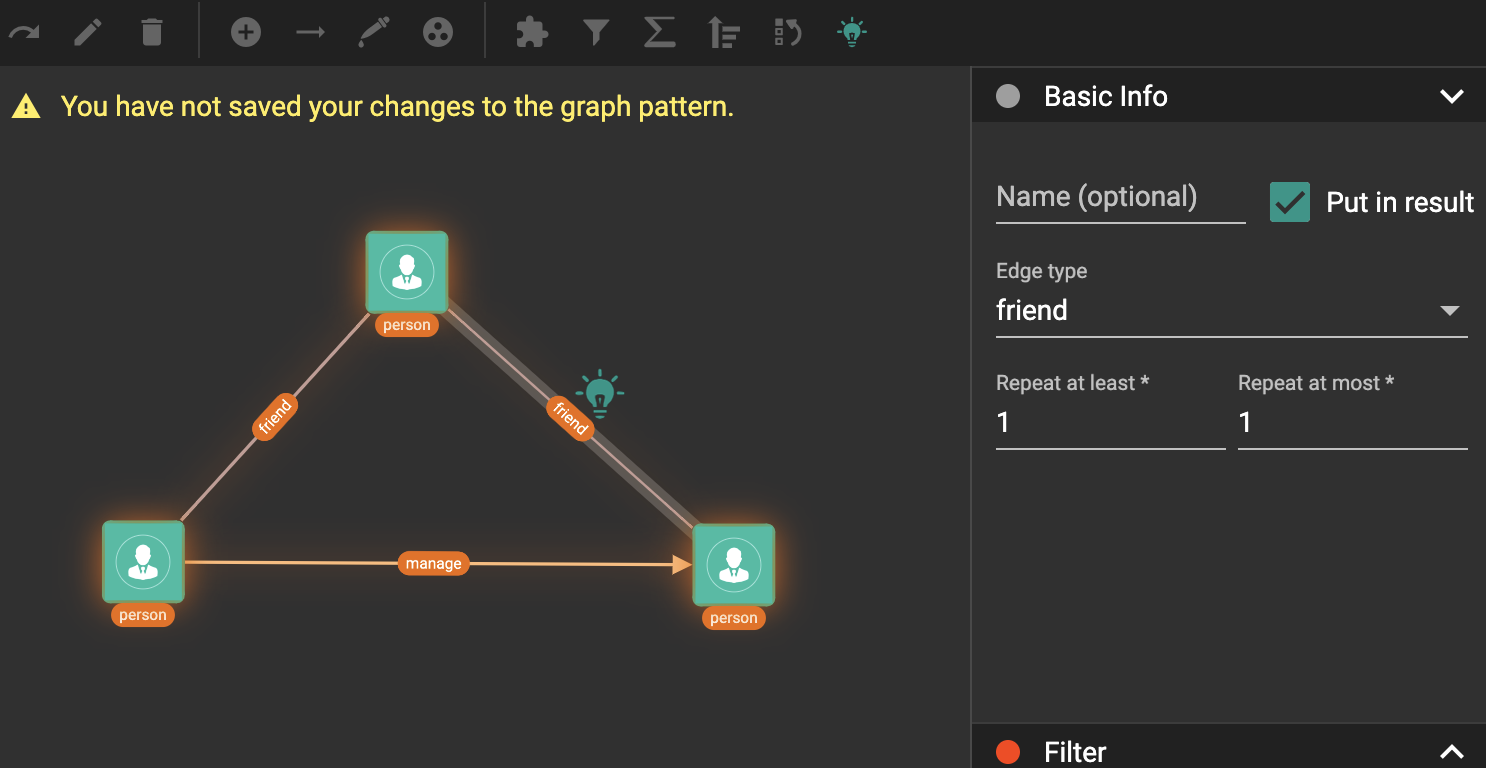 You have not saved your changes to the graph pattern.
person
friend
friend
manage
person
person
Basic Info
Name (optional)
Put in result
Edge type
friend
Repeat at least *
Repeat at most *
1
1
Filter